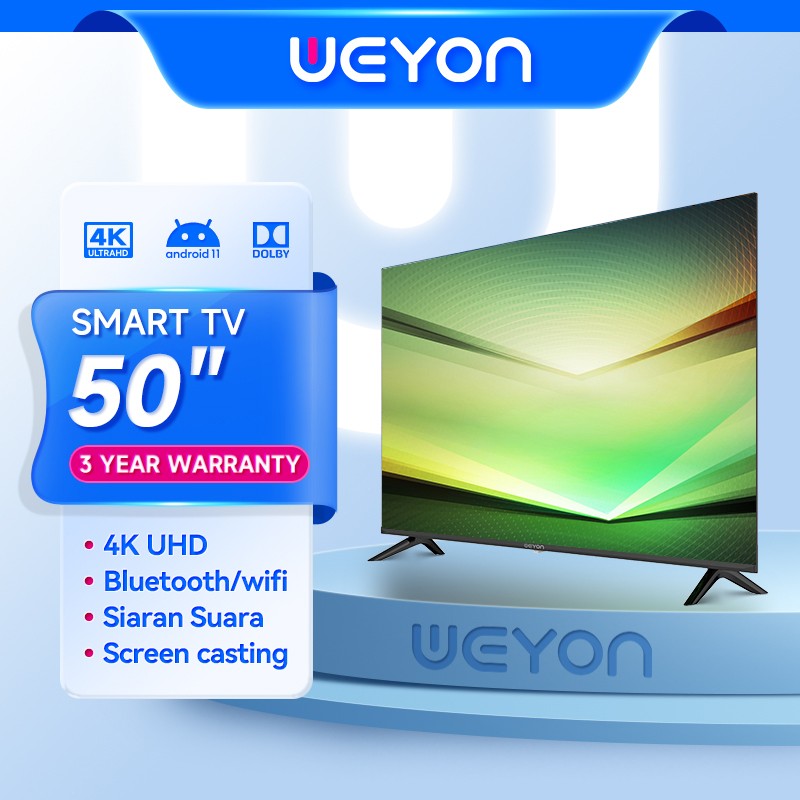 WEYON
4K
ULTRAHD
android 11
DOLBY
SMART TV
50"
3 YEAR WARRANTY
• 4K UHD
• Bluetooth/wifi
• Siaran Suara
• Screen casting
WEYON
WEYON